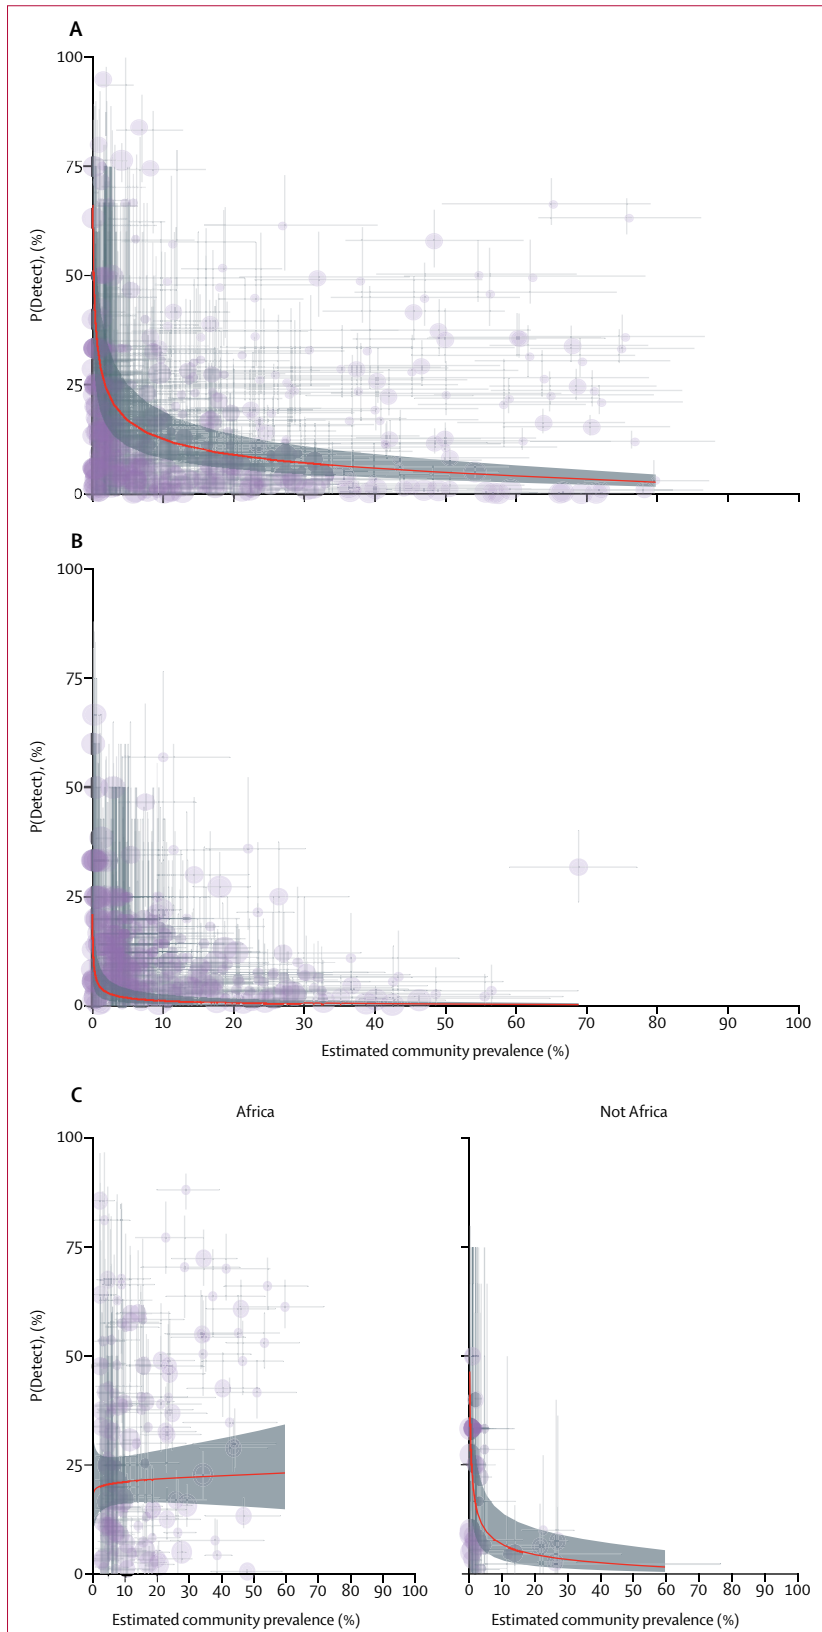 A
100
75
50
25
0
P(Detect), (%)
B
100
75
50
25
0
P(Detect), (%)
0 10 20 30 40 50 60 70 80 90 100
Estimated community prevalence (%)
C
Africa Not Africa
100
75
50
25
0
P(Detect), (%)
0 10 20 30 40 50 60 70 80 90 100 0 10 20 30 40 50 60 70 80 90 100
Estimated community prevalence (%) Estimated community prevalence (%)